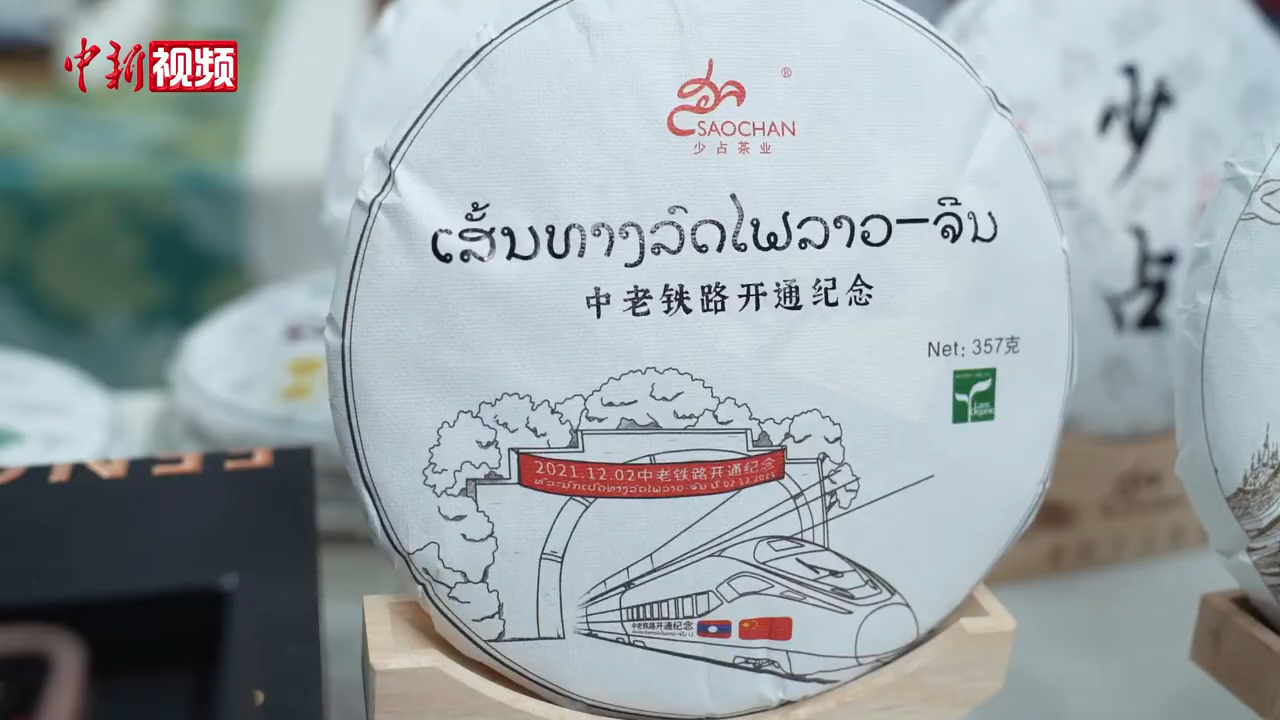 中新视频
®
SAOCHAN
少占茶业
ເສັ້ນທາງລົດໄຟລາວ-ຈີນ
中老铁路开通纪念
Net: 357克
2021.12.02中老铁路开通纪念
中老铁路开通纪念
少占